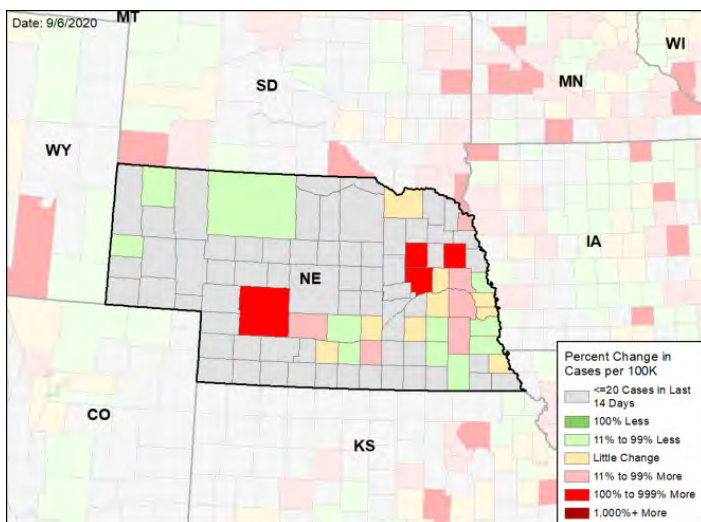 Date: 9/6/2020
MT
WI
SD
MN
WY
IA
NE
CO
KS
Percent Change in
Cases per 100K
<=20 Cases in Last
14 Days
100% Less
11% to 99% Less
Little Change
11% to 99% More
100% to 999% More
1,000%+ More